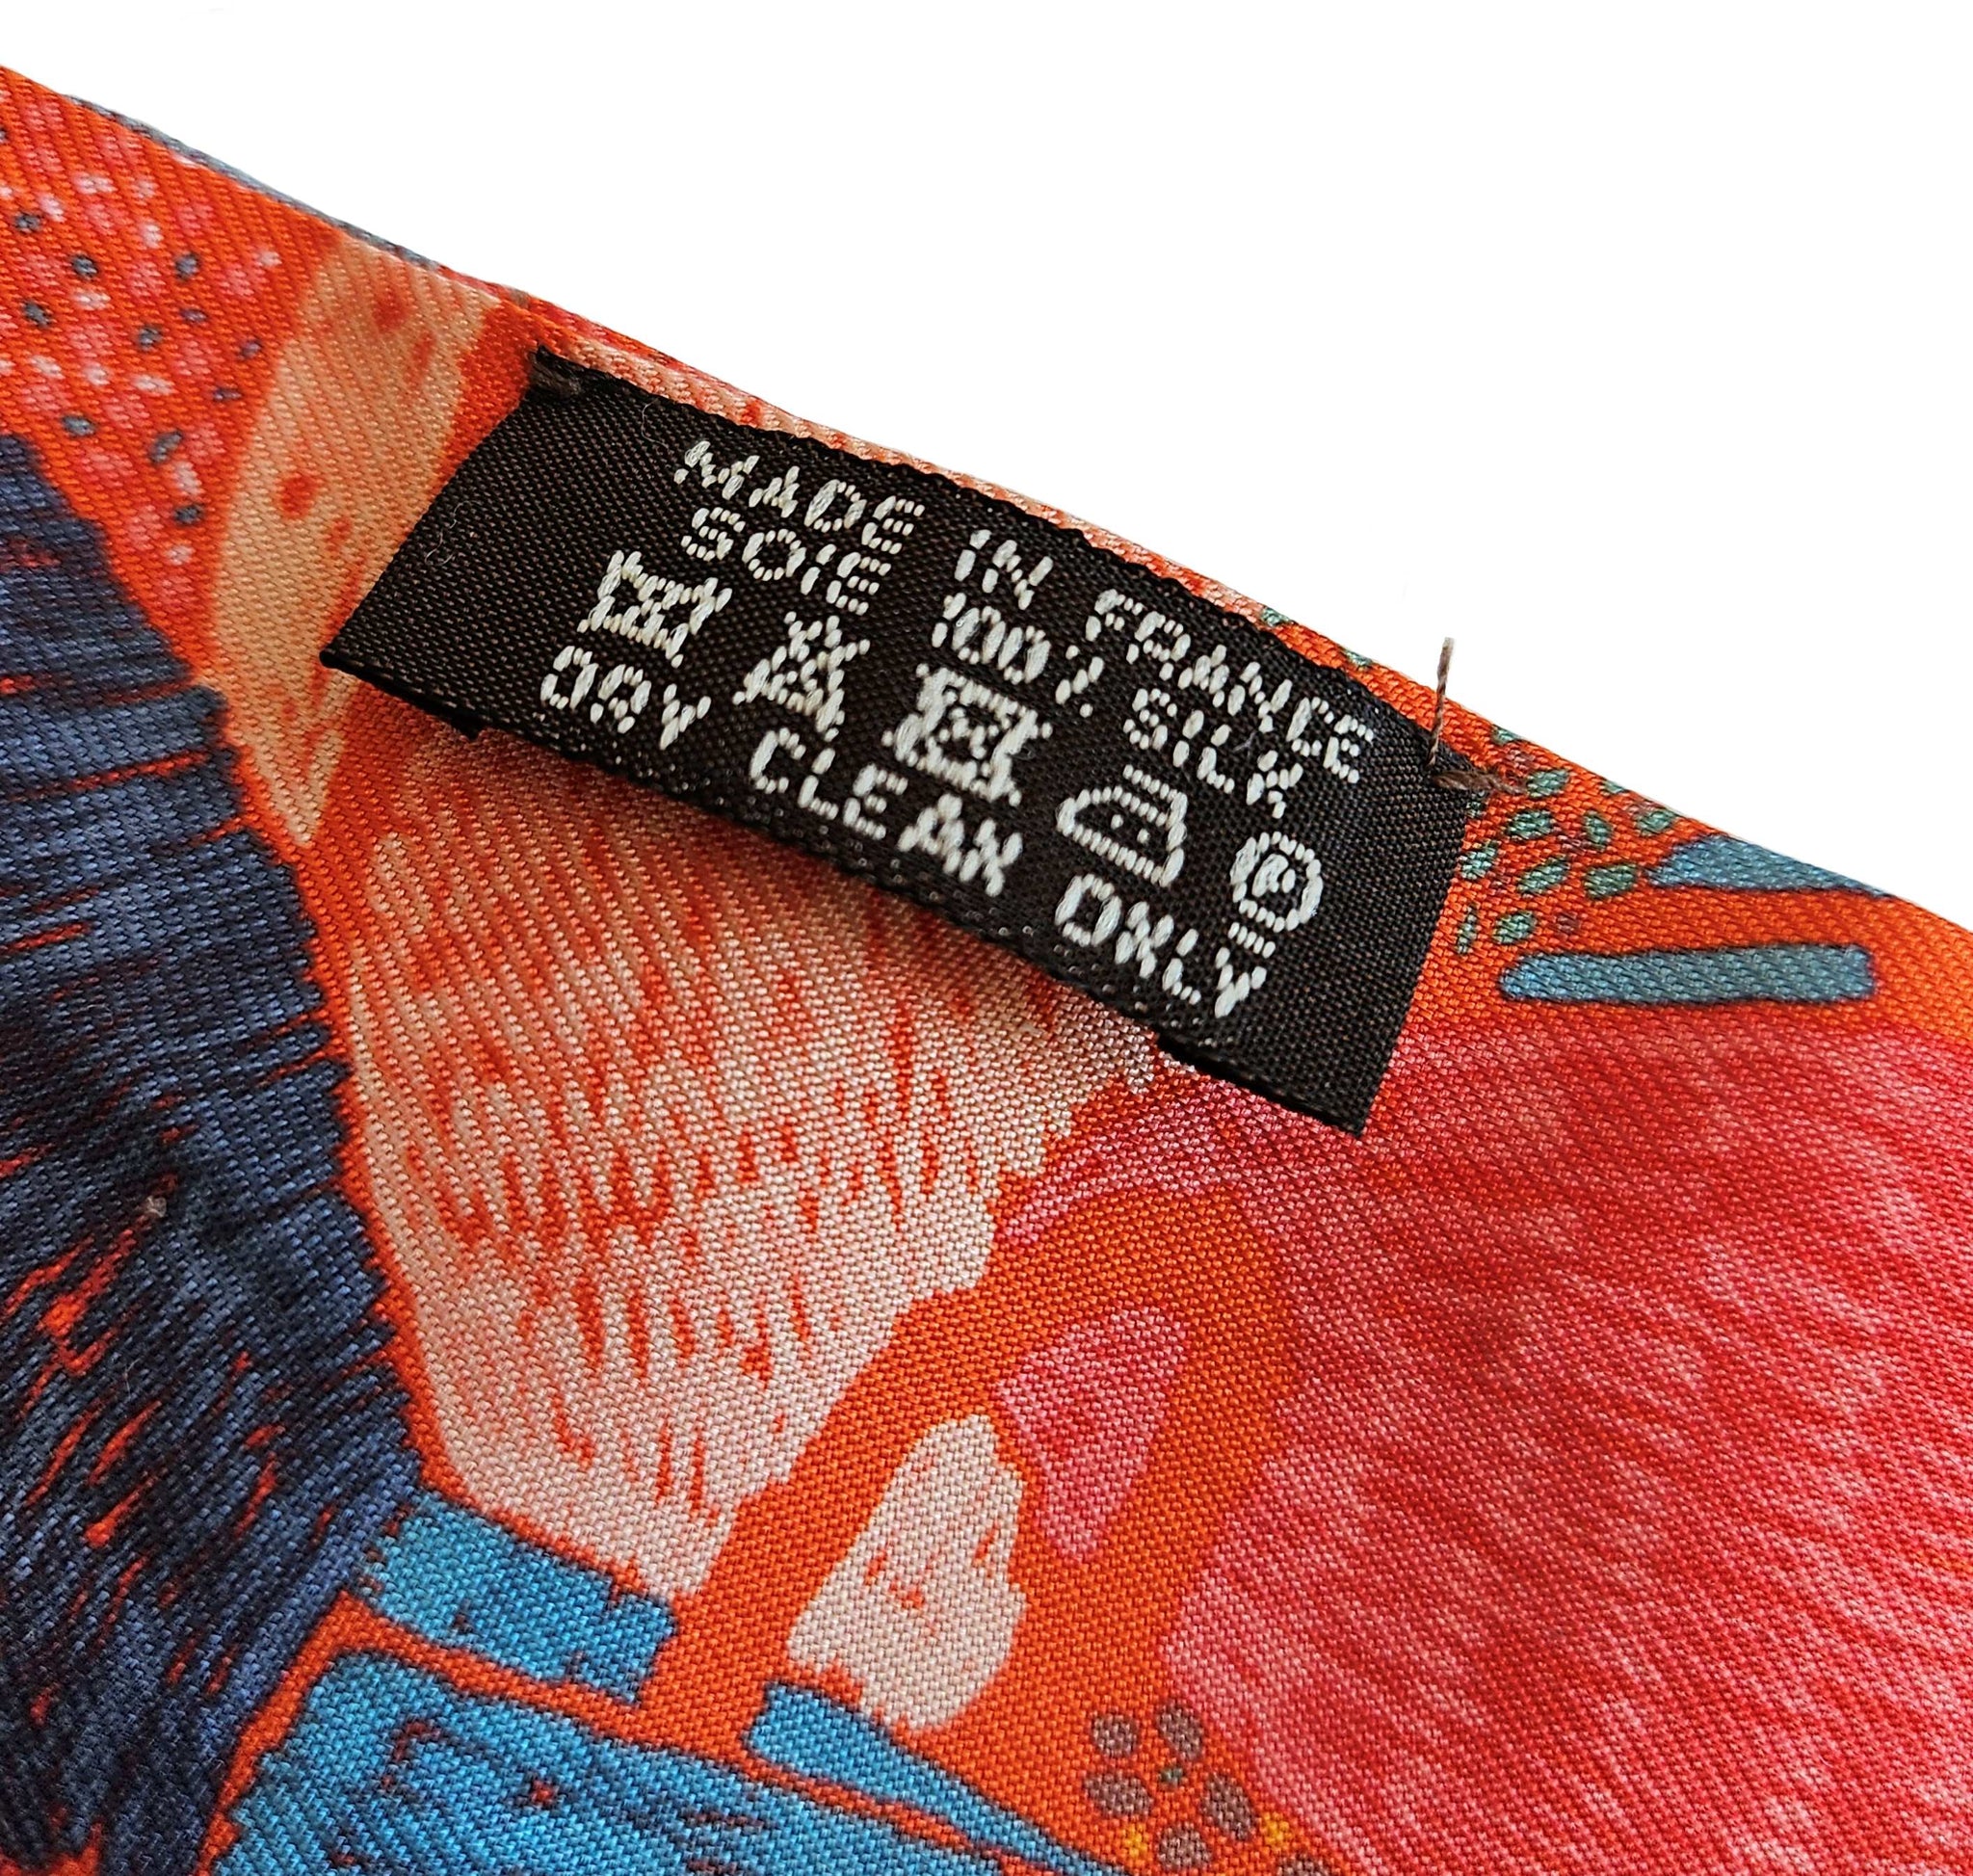 MADE IN FRANCE
SOIE 100% SILK
P
DRY CLEAN ONLY